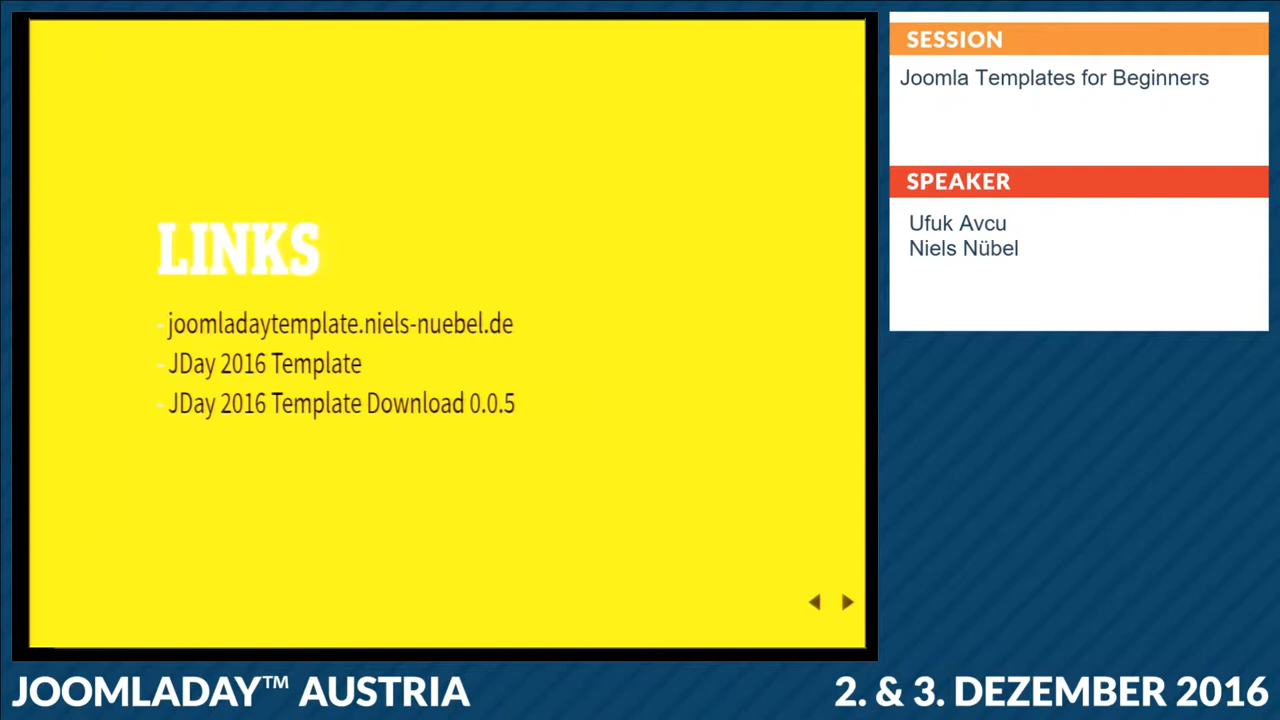 LINKS
- joomladaytemplate.niels-nuebel.de
- JDay 2016 Template
- JDay 2016 Template Download 0.0.5
SESSION
Joomla Templates for Beginners
SPEAKER
Ufuk Avcu
Niels Nübel
JOOMLADAY™ AUSTRIA
2. & 3. DEZEMBER 2016